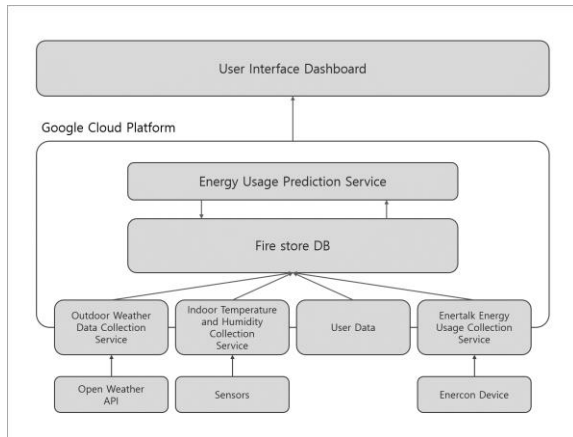 User Interface Dashboard
Google Cloud Platform
Energy Usage Prediction Service
Fire store DB
Outdoor Weather
Data Collection
Service
Indoor Temperature
and Humidity
Collection
Service
User Data
Enertalk Energy
Usage Collection
Service
Open Weather
API
Sensors
Enercon Device